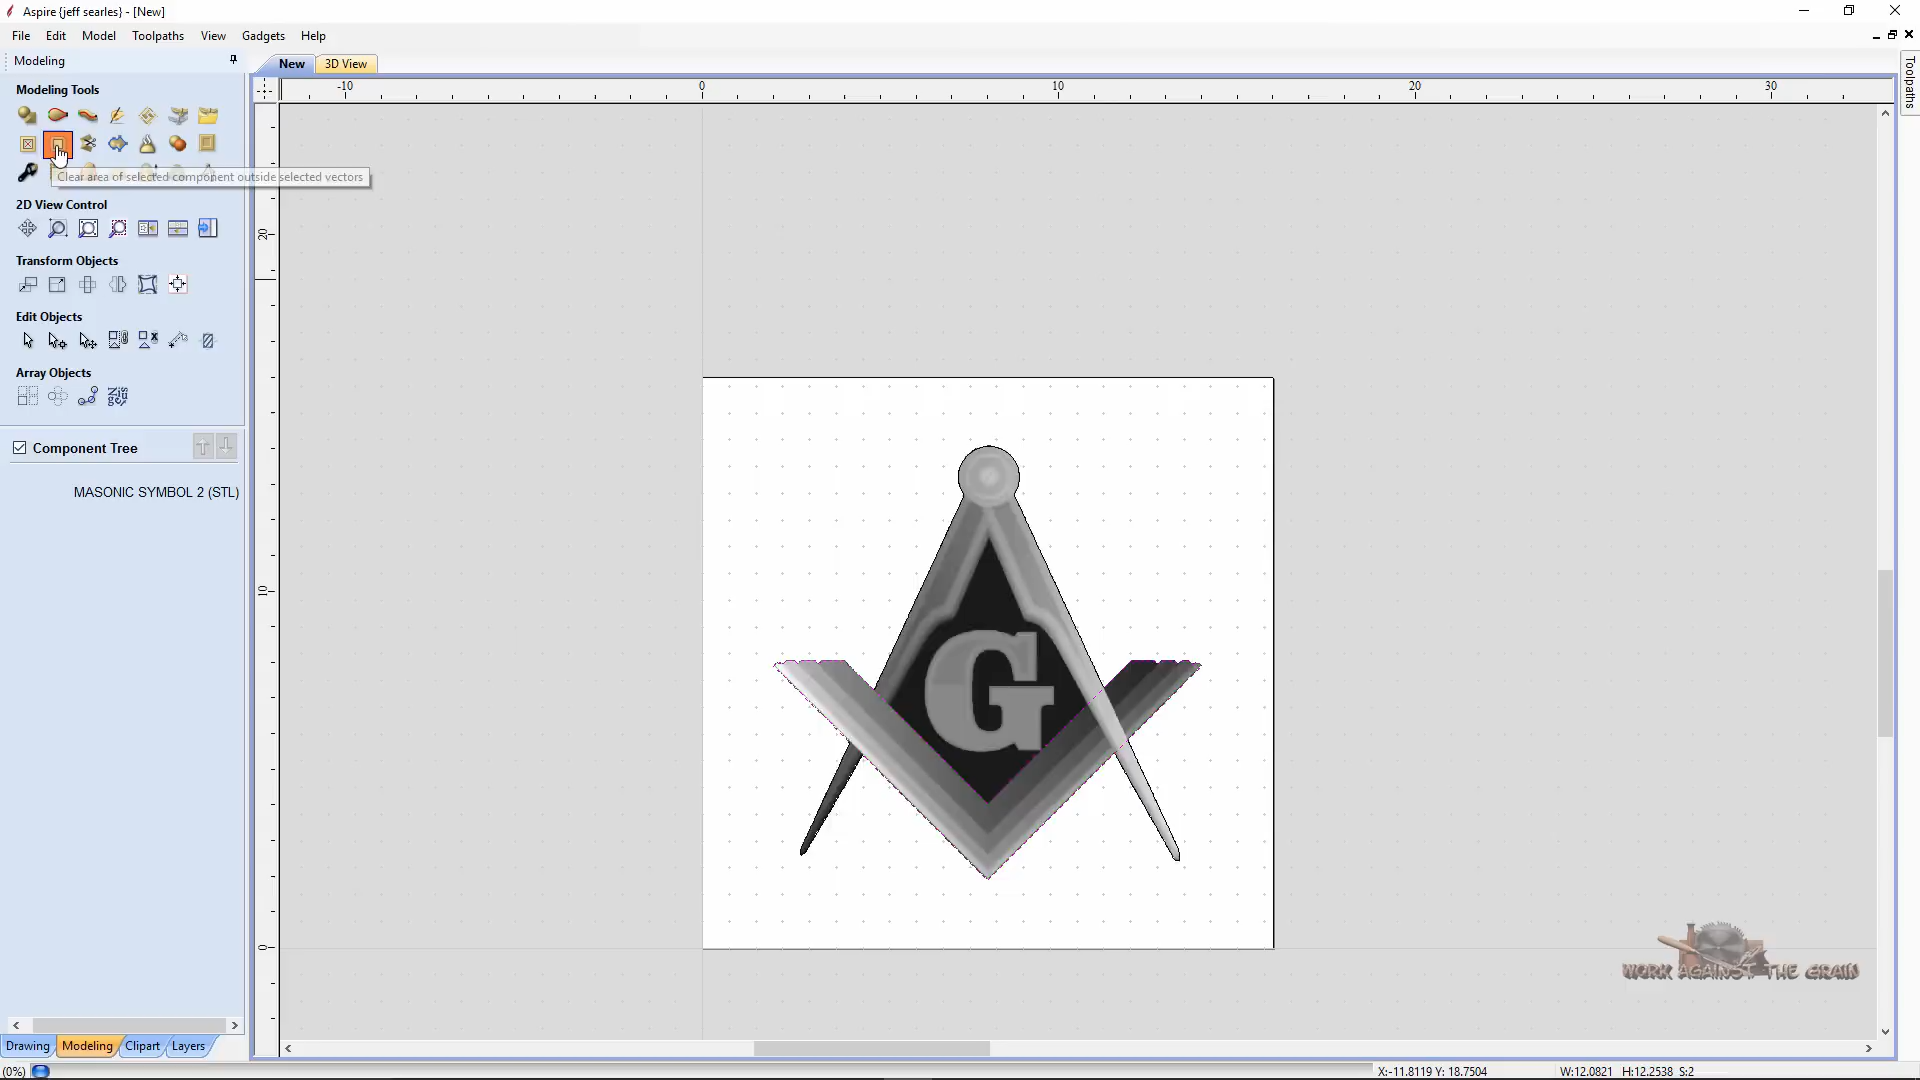 Aspire {jeff searles} - [New]
File Edit Model Toolpaths View Gadgets Help
Modeling
New 3D View
Toolpaths
Modeling Tools
-10 0 10 20 30
Clear area of selected component outside selected vectors
2D View Control
20
Transform Objects
Edit Objects
Array Objects
Component Tree
MASONIC SYMBOL 2 (STL)
10
G
0
WORK AGAINST THE GRAIN
Drawing Modeling Clipart Layers
(0%) X:-11.8119 Y: 18.7504 W:12.0821 H:12.2538 S:2